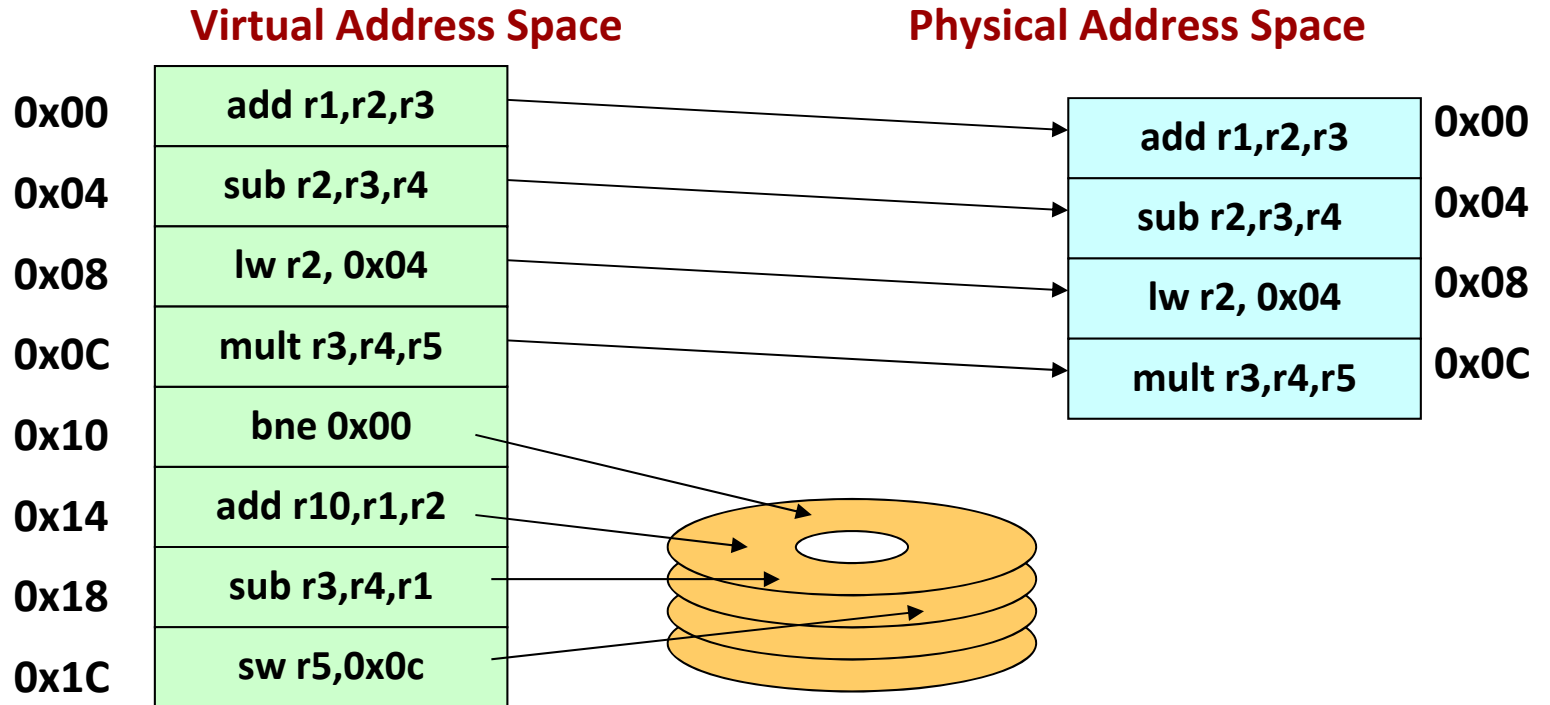 Virtual Address Space
Physical Address Space
0x00
add r1,r2,r3
0x04
sub r2,r3,r4
0x08
lw r2, 0x04
0x0C
mult r3,r4,r5
0x10
bne 0x00
0x14
add r10,r1,r2
0x18
sub r3,r4,r1
0x1C
sw r5,0x0c
add r1,r2,r3
0x00
sub r2,r3,r4
0x04
lw r2, 0x04
0x08
mult r3,r4,r5
0x0C